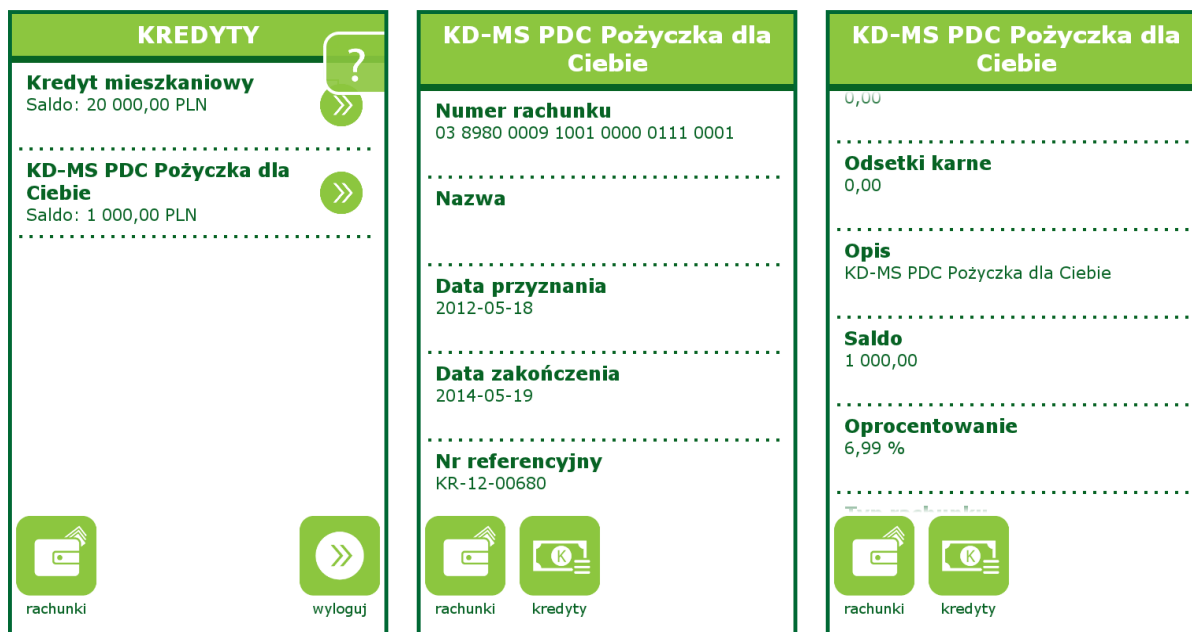 KREDYTY
?
Kredyt mieszkaniowy
Saldo: 20 000,00 PLN
KD-MS PDC Pożyczka dla
Ciebie
Saldo: 1 000,00 PLN
rachunki
wyloguj
KD-MS PDC Pożyczka dla
Ciebie
Numer rachunku
03 8980 0009 1001 0000 0111 0001
Nazwa
Data przyznania
2012-05-18
Data zakończenia
2014-05-19
Nr referencyjny
KR-12-00680
K
rachunki
kredyty
KD-MS PDC Pożyczka dla
Ciebie
0,00
Odsetki karne
0,00
Opis
KD-MS PDC Pożyczka dla Ciebie
Saldo
1 000,00
Oprocentowanie
6,99 %
K
rachunki
kredyty